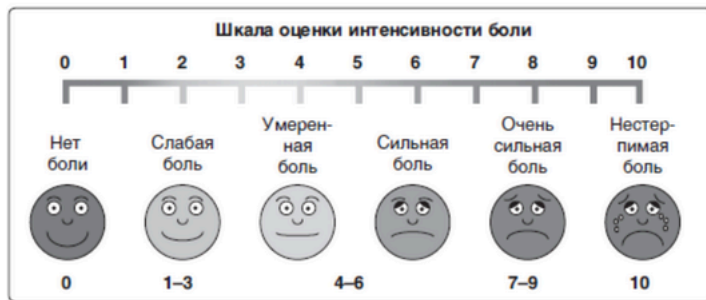 Шкала оценки интенсивности боли
0 1 2 3 4 5 6 7 8 9 10
Нет
боли
Слабая
боль
Умерен-
ная
боль
Сильная
боль
Очень
сильная
боль
Нестер-
пимая
боль
0 1–3 4–6 7–9 10